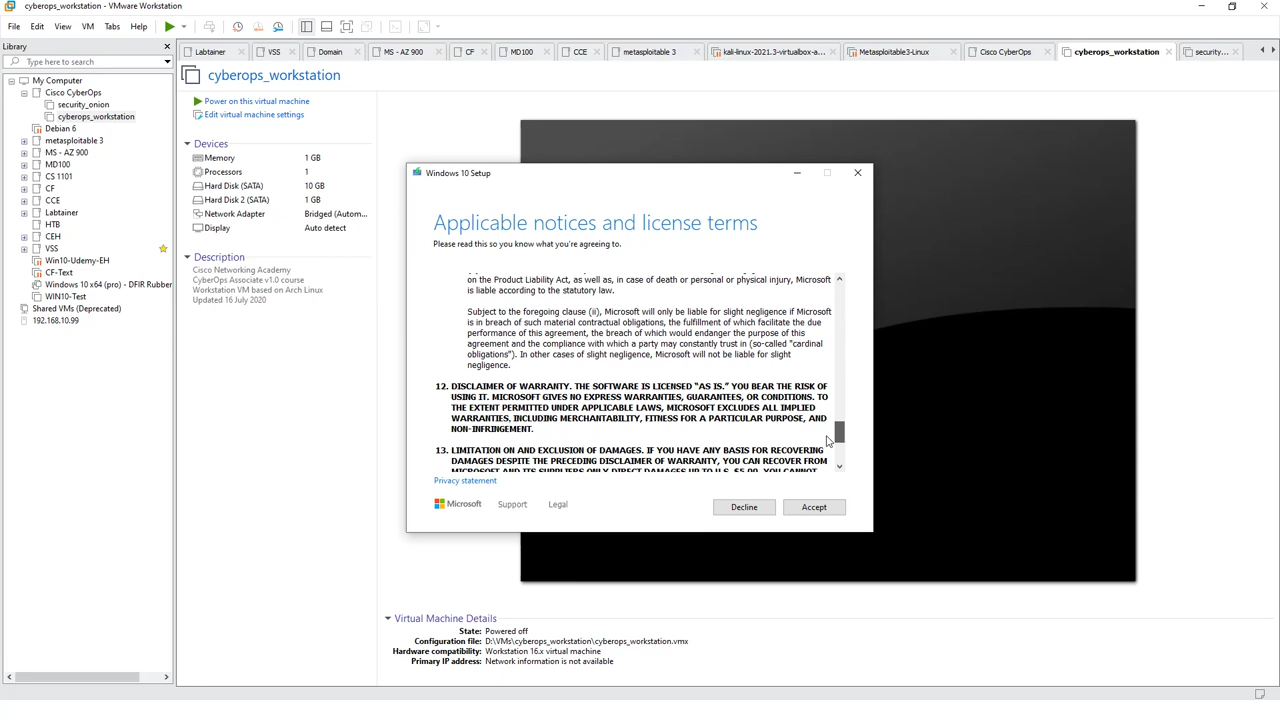 cyberops_workstation - VMware Workstation
File Edit View VM Tabs Help
Library
Type here to search
My Computer
Cisco CyberOps
security_onion
cyberops_workstation
Debian 6
metasploitable 3
MS - AZ 900
MD100
CS 1101
CF
CCE
Labtainer
HTB
CEH
VSS
Win10-Udemy-EH
CF-Text
Windows 10 x64 (pro) - DFIR Rubber
WIN10-Test
Shared VMs (Deprecated)
192.168.10.99
Labtainer VSS Domain MS - AZ 900 CF MD100 CCE metasploitable 3 kali-linux-2021.3-virtualbox-a... Metasploitable3-Linux Cisco CyberOps cyberops_workstation security...
cyberops_workstation
Power on this virtual machine
Edit virtual machine settings
Devices
Memory 1 GB
Processors 1
Hard Disk (SATA) 10 GB
Hard Disk 2 (SATA) 1 GB
Network Adapter Bridged (Autom...
Display Auto detect
Description
Cisco Networking Academy
CyberOps Associate v1.0 course
Workstation VM based on Arch Linux
Updated 16 July 2020
Windows 10 Setup
Applicable notices and license terms
Please read this so you know what you're agreeing to.
on the Product Liability Act, as well as, in case of death or personal or physical injury, Microsoft
is liable according to the statutory law.
Subject to the foregoing clause (ii), Microsoft will only be liable for slight negligence if Microsoft
is in breach of such material contractual obligations, the fulfillment of which facilitate the due
performance of this agreement, the breach of which would endanger the purpose of this
agreement and the compliance with which a party may constantly trust in (so-called "cardinal
obligations"). In other cases of slight negligence, Microsoft will not be liable for slight
negligence.
12. DISCLAIMER OF WARRANTY. THE SOFTWARE IS LICENSED "AS IS." YOU BEAR THE RISK OF
USING IT. MICROSOFT GIVES NO EXPRESS WARRANTIES, GUARANTEES, OR CONDITIONS. TO
THE EXTENT PERMITTED UNDER APPLICABLE LAWS, MICROSOFT EXCLUDES ALL IMPLIED
WARRANTIES, INCLUDING MERCHANTABILITY, FITNESS FOR A PARTICULAR PURPOSE, AND
NON-INFRINGEMENT.
13. LIMITATION ON AND EXCLUSION OF DAMAGES. IF YOU HAVE ANY BASIS FOR RECOVERING
DAMAGES DESPITE THE PRECEDING DISCLAIMER OF WARRANTY, YOU CAN RECOVER FROM
MICROSOFT AND ITS SUPPLIERS ONLY DIRECT DAMAGES UP TO U.S. $5.00. YOU CANNOT
Privacy statement
Microsoft Support Legal
Decline Accept
Virtual Machine Details
State: Powered off
Configuration file: D:\VMs\cyberops_workstation\cyberops_workstation.vmx
Hardware compatibility: Workstation 16.x virtual machine
Primary IP address: Network information is not available